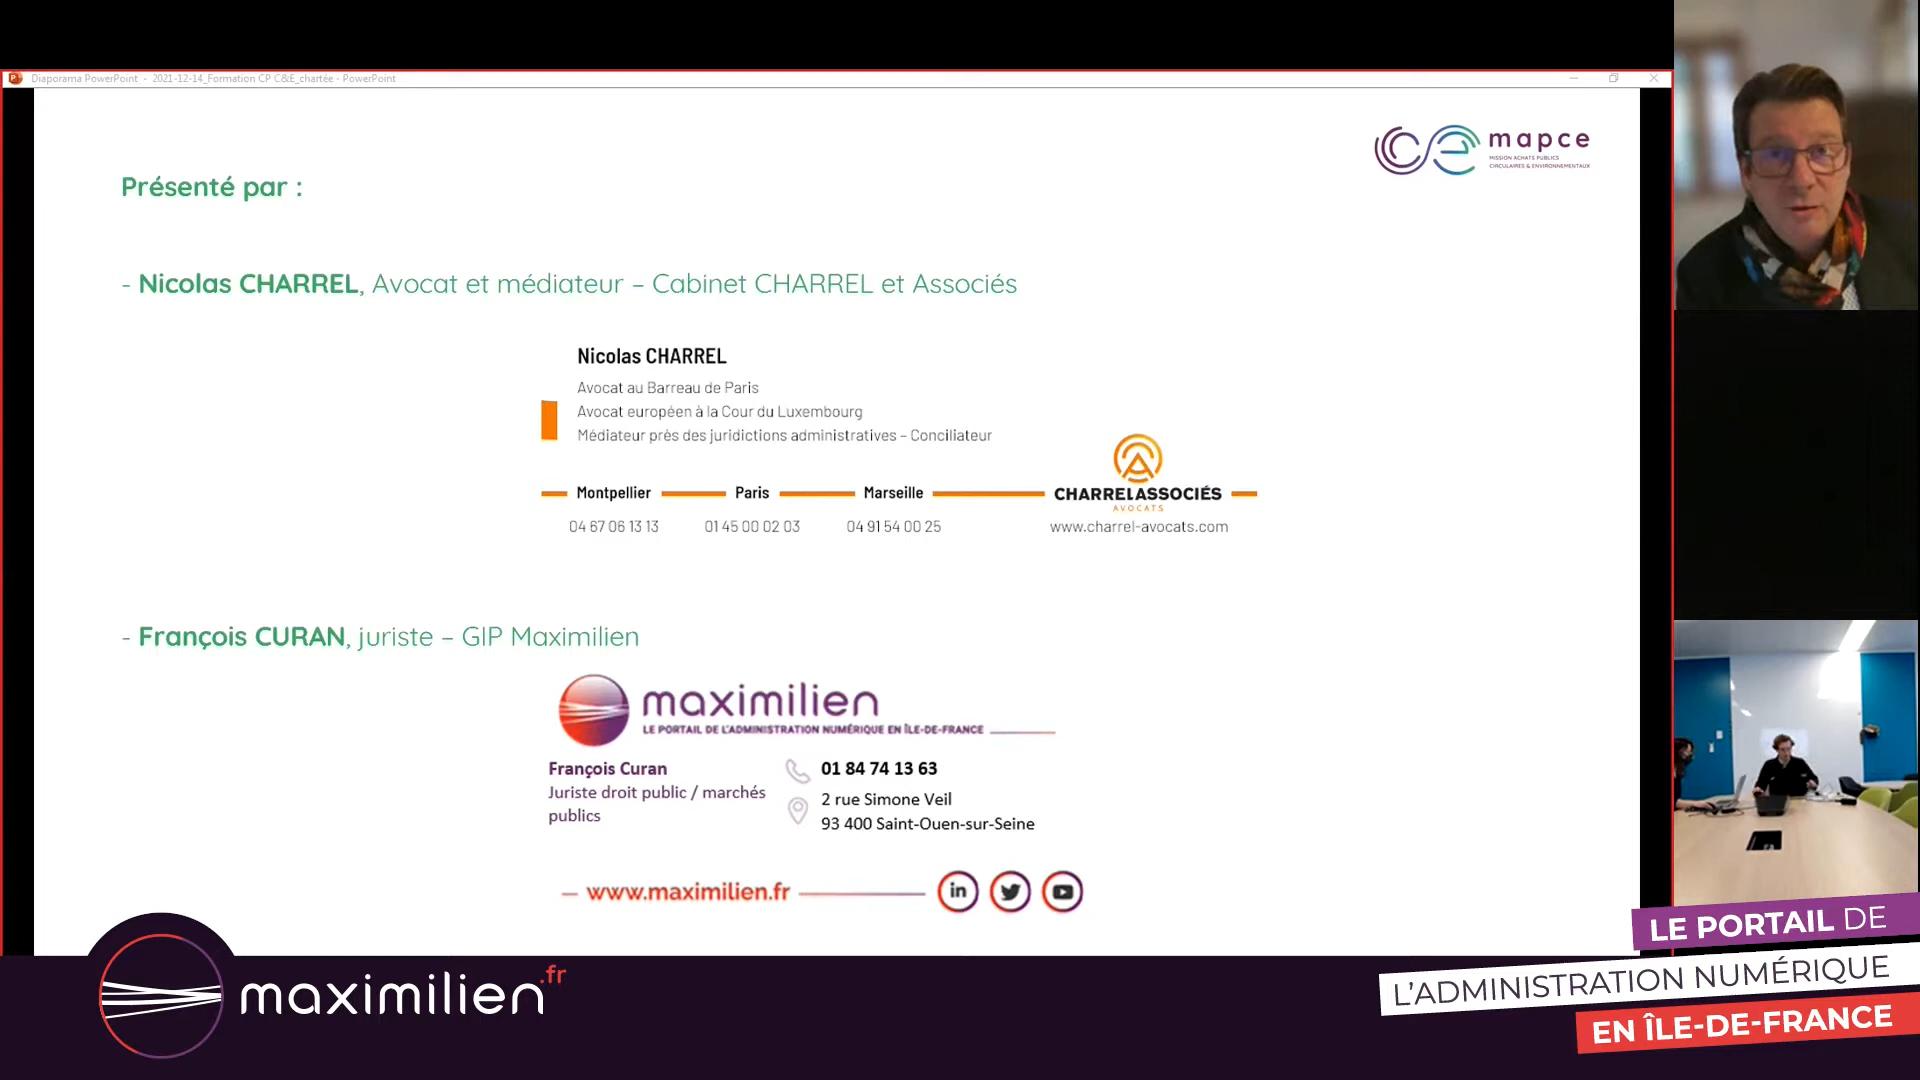 Diaporama PowerPoint - 2021-12-14_Formation CP C&E_chartée - PowerPoint
mapce
MISSION ACHATS PUBLICS
CIRCULAIRES & ENVIRONNEMENTAUX
Présenté par :
- Nicolas CHARREL, Avocat et médiateur – Cabinet CHARREL et Associés
Nicolas CHARREL
Avocat au Barreau de Paris
Avocat européen à la Cour du Luxembourg
Médiateur près des juridictions administratives – Conciliateur
Montpellier Paris Marseille CHARRELASSOCIÉS
AVOCATS
04 67 06 13 13 01 45 00 02 03 04 91 54 00 25 www.charrel-avocats.com
- François CURAN, juriste – GIP Maximilien
maximilien
LE PORTAIL DE L'ADMINISTRATION NUMÉRIQUE EN ÎLE-DE-FRANCE
François Curan
Juriste droit public / marchés
publics
01 84 74 13 63
2 rue Simone Veil
93 400 Saint-Ouen-sur-Seine
www.maximilien.fr
in
maximilien.fr
LE PORTAIL DE
L'ADMINISTRATION NUMÉRIQUE
EN ÎLE-DE-FRANCE